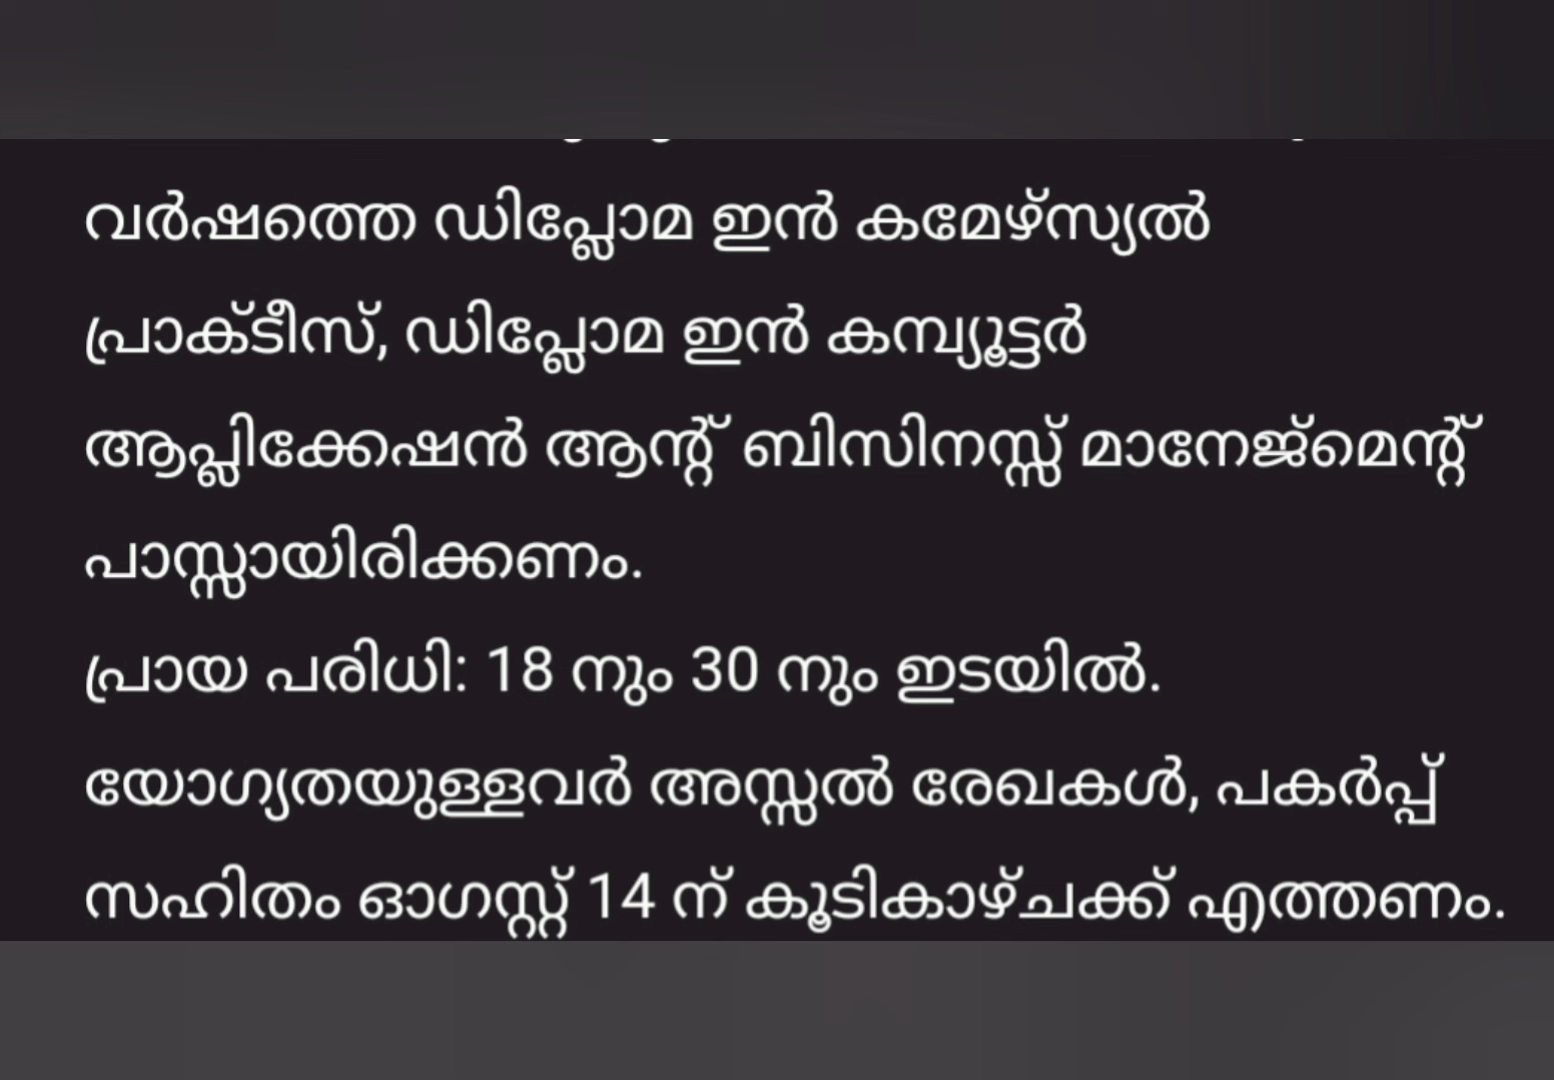 വർഷത്തെ ഡിപ്ലോമ ഇൻ കമേഴ്സ്യൽ
പ്രാക്ടീസ്, ഡിപ്ലോമ ഇൻ കമ്പ്യൂട്ടർ
ആപ്ലിക്കേഷൻ ആന്റ് ബിസിനസ്സ് മാനേജ്മെന്റ്
പാസ്സായിരിക്കണം.
പ്രായ പരിധി: 18 നും 30 നും ഇടയിൽ.
യോഗ്യതയുള്ളവർ അസ്സൽ രേഖകൾ, പകർപ്പ്
സഹിതം ഓഗസ്റ്റ് 14 ന് കൂടികാഴ്ചക്ക് എത്തണം.